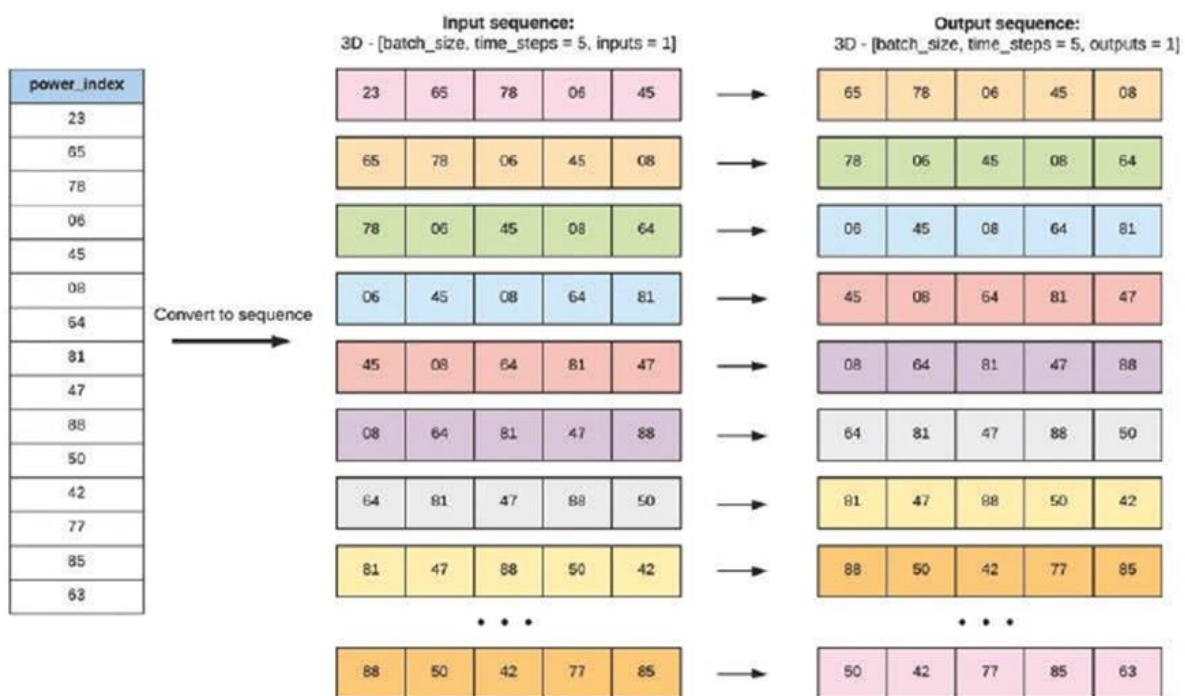 Input sequence:
3D - [batch_size, time_steps = 5, inputs = 1]
Output sequence:
3D - [batch_size, time_steps = 5, outputs = 1]
power_index
23
65
78
06
45
08
64
81
47
88
50
42
77
85
63
Convert to sequence
23 65 78 06 45
65 78 06 45 08
65 78 06 45 08
78 06 45 08 64
78 06 45 08 64
06 45 08 64 81
06 45 08 64 81
45 08 64 81 47
45 08 64 81 47
08 64 81 47 88
08 64 81 47 88
64 81 47 88 50
64 81 47 88 50
81 47 88 50 42
81 47 88 50 42
88 50 42 77 85
• • •
• • •
88 50 42 77 85
50 42 77 85 63